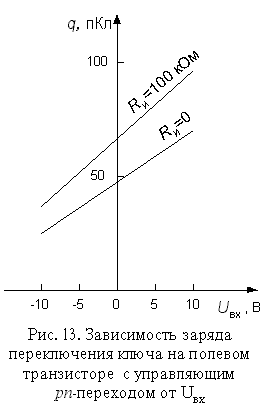 q, пКл
100
Rи=100 кОм
Rи=0
50
-10 -5 0 5 10 Uвх , В
Рис. 13. Зависимость заряда
переключения ключа на полевом
транзисторе с управляющим
pn-переходом от Uвх